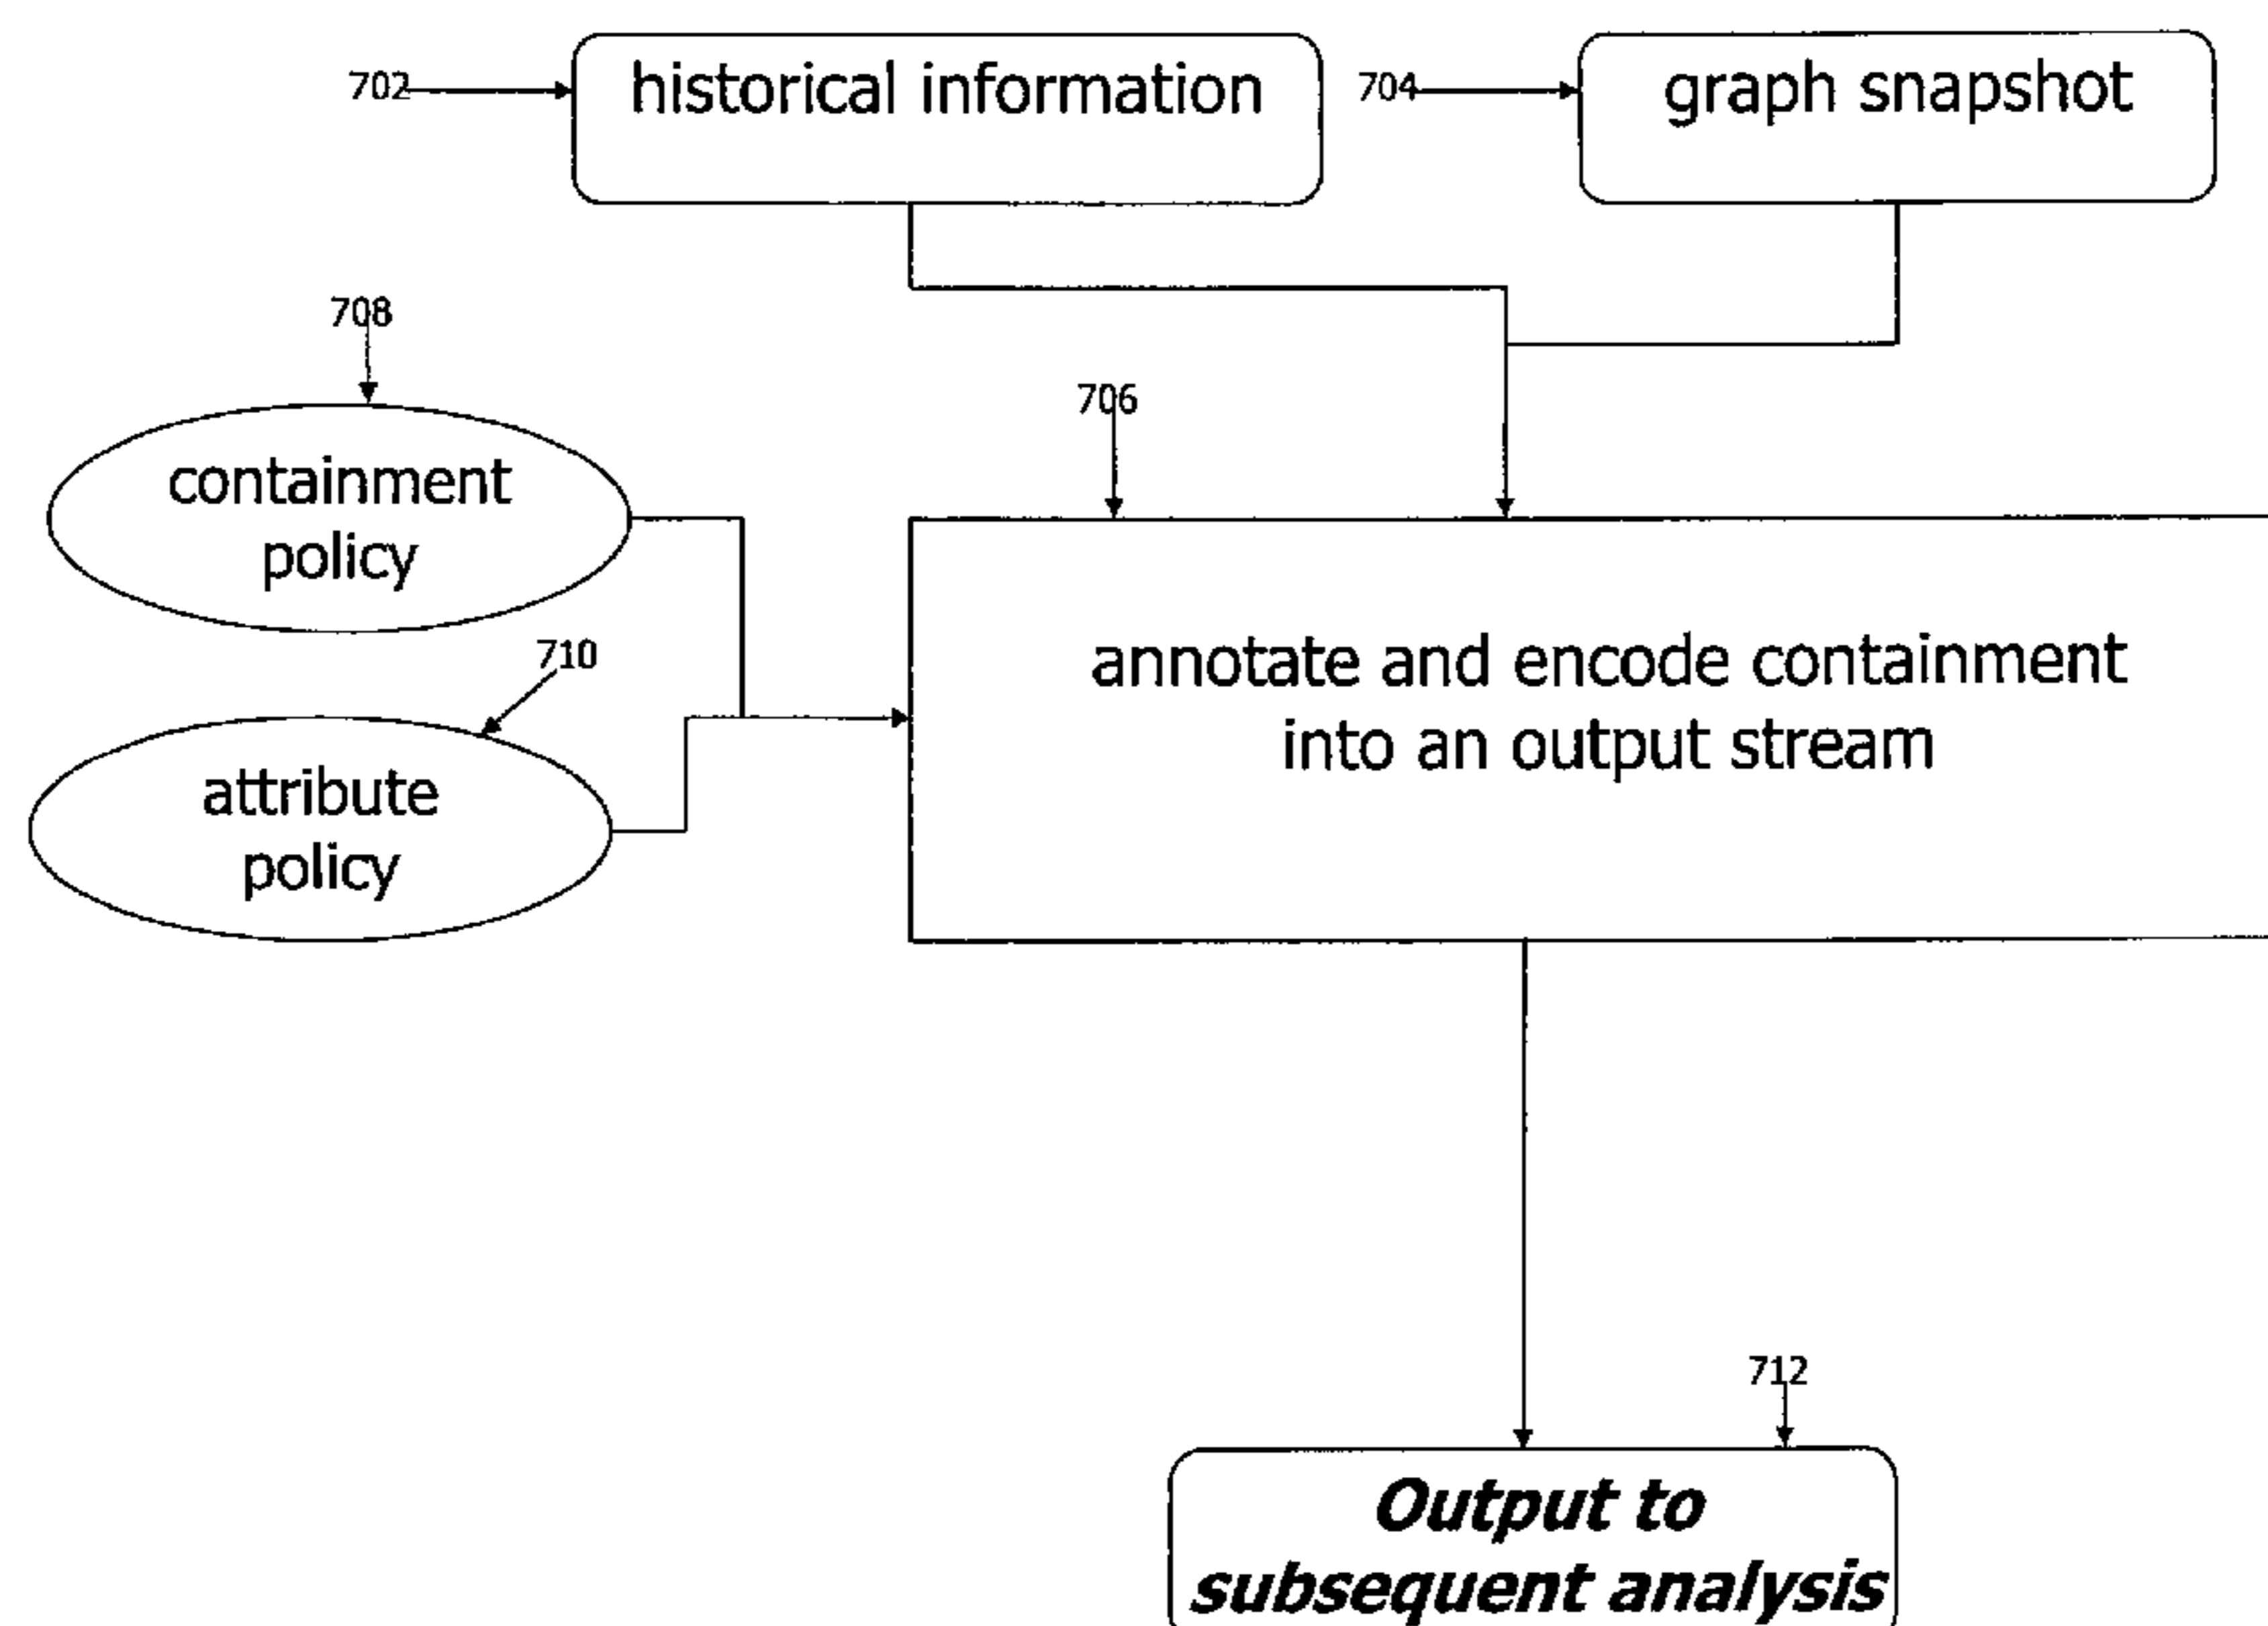 702
historical information
704
graph snapshot
708
706
containment
policy
710
annotate and encode containment
into an output stream
attribute
policy
712
Output to
subsequent analysis